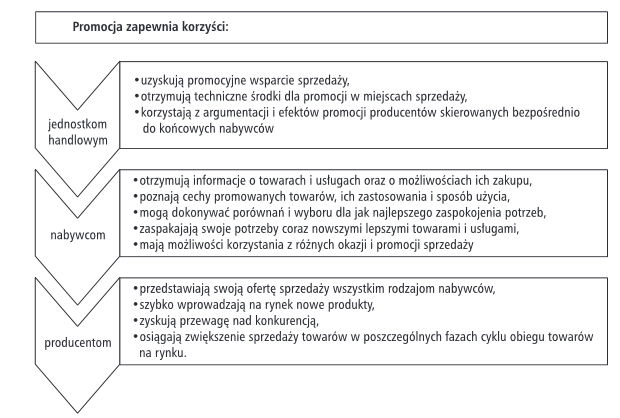 Promocja zapewnia korzyści:
jednostkom
handlowym
•uzyskują promocyjne wsparcie sprzedaży,
•otrzymują techniczne środki dla promocji w miejscach sprzedaży,
•korzystają z argumentacji i efektów promocji producentów skierowanych bezpośrednio
do końcowych nabywców
nabywcom
•otrzymują informacje o towarach i usługach oraz o możliwościach ich zakupu,
•poznają cechy promowanych towarów, ich zastosowania i sposób użycia,
•mogą dokonywać porównań i wyboru dla jak najlepszego zaspokojenia potrzeb,
•zaspakajają swoje potrzeby coraz nowszymi lepszymi towarami i usługami,
•mają możliwości korzystania z różnych okazji i promocji sprzedaży
producentom
•przedstawiają swoją ofertę sprzedaży wszystkim rodzajom nabywców,
•szybko wprowadzają na rynek nowe produkty,
•zyskują przewagę nad konkurencją,
•osiągają zwiększenie sprzedaży towarów w poszczególnych fazach cyklu obiegu towarów
na rynku.